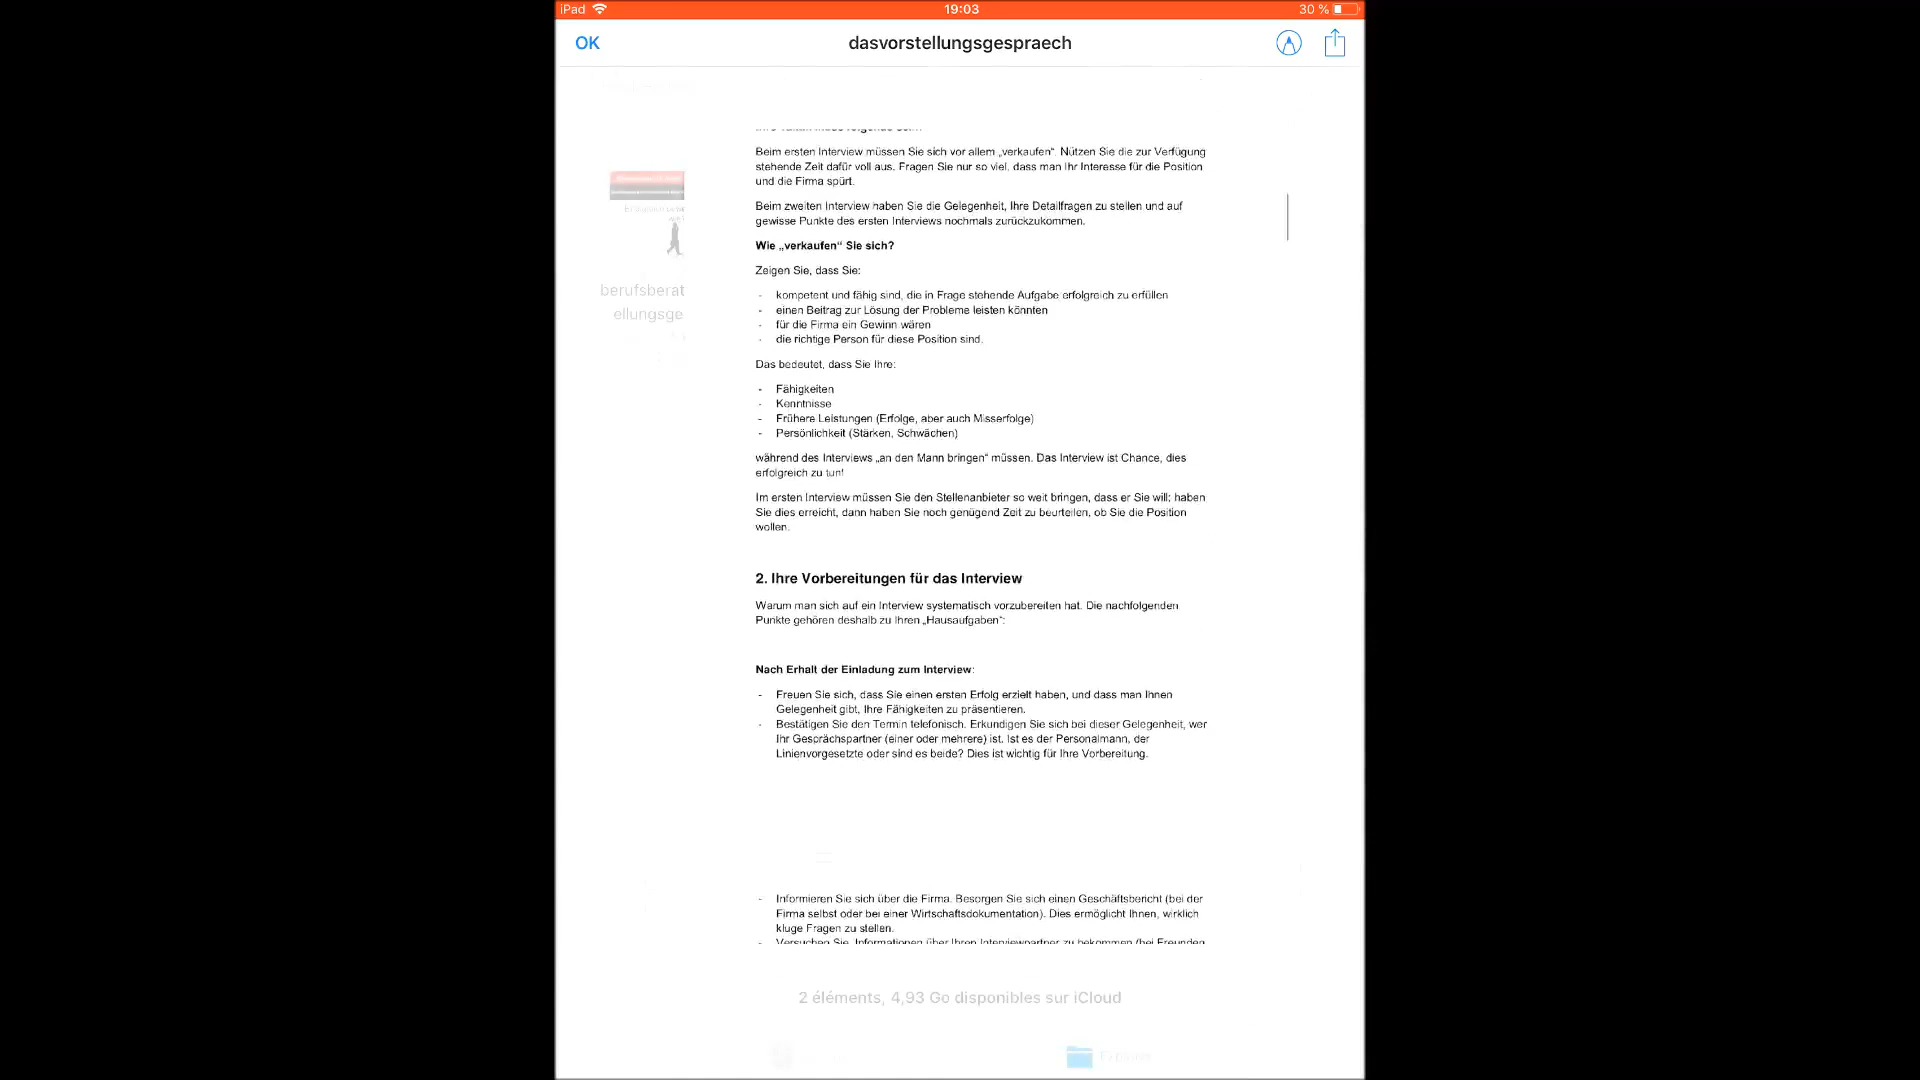 iPad
19:03
30 %
OK
dasvorstellungsgespraech
Beim ersten Interview müssen Sie sich vor allem „verkaufen“. Nützen Sie die zur Verfügung
stehende Zeit dafür voll aus. Fragen Sie nur so viel, dass man Ihr Interesse für die Position
und die Firma spürt.
Beim zweiten Interview haben Sie die Gelegenheit, Ihre Detailfragen zu stellen und auf
gewisse Punkte des ersten Interviews nochmals zurückzukommen.
Wie „verkaufen“ Sie sich?
Zeigen Sie, dass Sie:
- kompetent und fähig sind, die in Frage stehende Aufgabe erfolgreich zu erfüllen
- einen Beitrag zur Lösung der Probleme leisten könnten
- für die Firma ein Gewinn wären
- die richtige Person für diese Position sind.
Das bedeutet, dass Sie Ihre:
- Fähigkeiten
- Kenntnisse
- Frühere Leistungen (Erfolge, aber auch Misserfolge)
- Persönlichkeit (Stärken, Schwächen)
während des Interviews „an den Mann bringen“ müssen. Das Interview ist Chance, dies
erfolgreich zu tun!
Im ersten Interview müssen Sie den Stellenanbieter so weit bringen, dass er Sie will; haben
Sie dies erreicht, dann haben Sie noch genügend Zeit zu beurteilen, ob Sie die Position
wollen.
2. Ihre Vorbereitungen für das Interview
Warum man sich auf ein Interview systematisch vorzubereiten hat. Die nachfolgenden
Punkte gehören deshalb zu Ihren „Hausaufgaben“:
Nach Erhalt der Einladung zum Interview:
- Freuen Sie sich, dass Sie einen ersten Erfolg erzielt haben, und dass man Ihnen
Gelegenheit gibt, Ihre Fähigkeiten zu präsentieren.
- Bestätigen Sie den Termin telefonisch. Erkundigen Sie sich bei dieser Gelegenheit, wer
Ihr Gesprächspartner (einer oder mehrere) ist. Ist es der Personalmann, der
Linienvorgesetzte oder sind es beide? Dies ist wichtig für Ihre Vorbereitung.
- Informieren Sie sich über die Firma. Besorgen Sie sich einen Geschäftsbericht (bei der
Firma selbst oder bei einer Wirtschaftsdokumentation). Dies ermöglicht Ihnen, wirklich
kluge Fragen zu stellen.
- Versuchen Sie, Informationen über Ihren Interviewpartner zu bekommen (bei Freunden
berufsberat
ellungsge
2 éléments, 4,93 Go disponibles sur iCloud